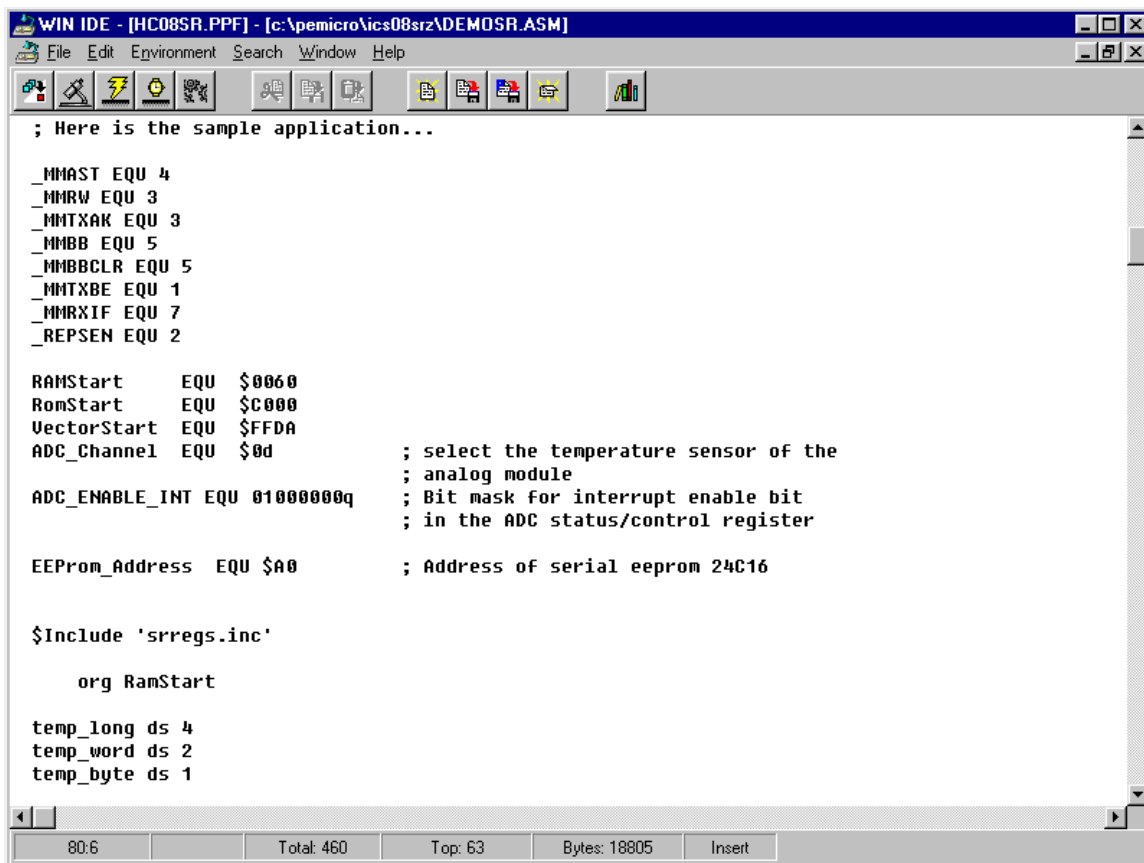 WIN IDE - [HC08SR.PPF] - [c:\pemicro\ics08srz\DEMOSR.ASM]
File Edit Environment Search Window Help
; Here is the sample application...
_MMAST EQU 4
_MMRW EQU 3
_MMTXAK EQU 3
_MMBB EQU 5
_MMBBCLR EQU 5
_MMTXBE EQU 1
_MMRXIF EQU 7
_REPSEN EQU 2
RAMStart EQU $0060
RomStart EQU $C000
VectorStart EQU $FFDA
ADC_Channel EQU $0d ; select the temperature sensor of the
; analog module
ADC_ENABLE_INT EQU 01000000q ; Bit mask for interrupt enable bit
; in the ADC status/control register
EEProm_Address EQU $A0 ; Address of serial eeprom 24C16
$Include 'srregs.inc'
org RamStart
temp_long ds 4
temp_word ds 2
temp_byte ds 1
80:6 Total: 460 Top: 63 Bytes: 18805 Insert